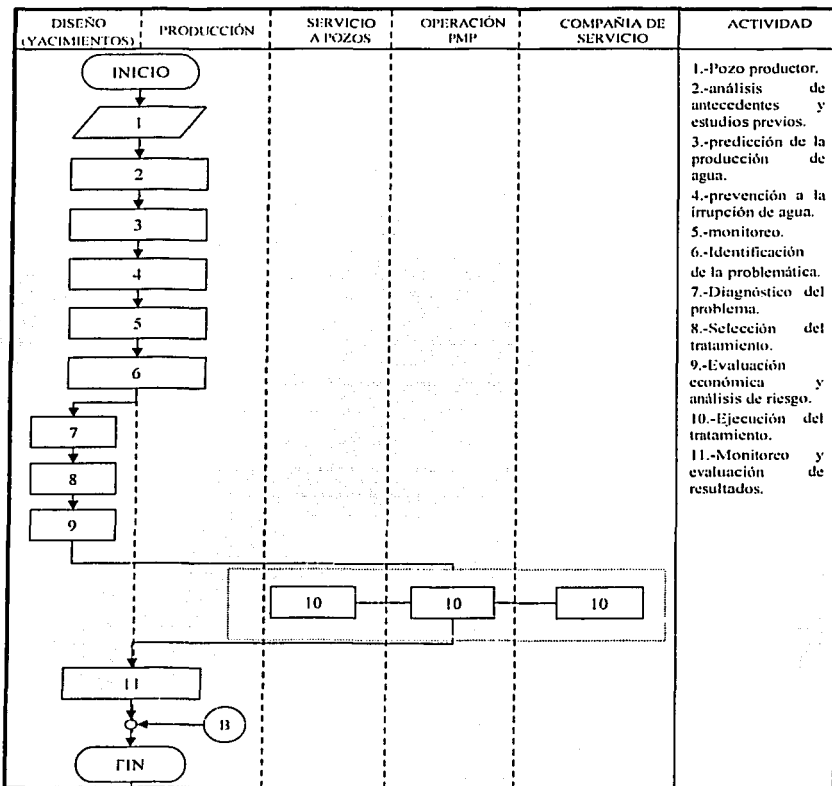 DISEÑO
(YACIMIENTOS)
PRODUCCIÓN
SERVICIO
A POZOS
OPERACIÓN
PMP
COMPAÑIA DE
SERVICIO
ACTIVIDAD
INICIO
1
2
3
4
5
6
7
8
9
10
10
10
11
B
FIN
1.-Pozo productor.
2.-análisis de
antecedentes y
estudios previos.
3.-predicción de la
producción de
agua.
4.-prevención a la
irrupción de agua.
5.-monitoreo.
6.-Identificación
de la problemática.
7.-Diagnóstico del
problema.
8.-Selección del
tratamiento.
9.-Evaluación
económica y
análisis de riesgo.
10.-Ejecución del
tratamiento.
11.-Monitoreo y
evaluación de
resultados.